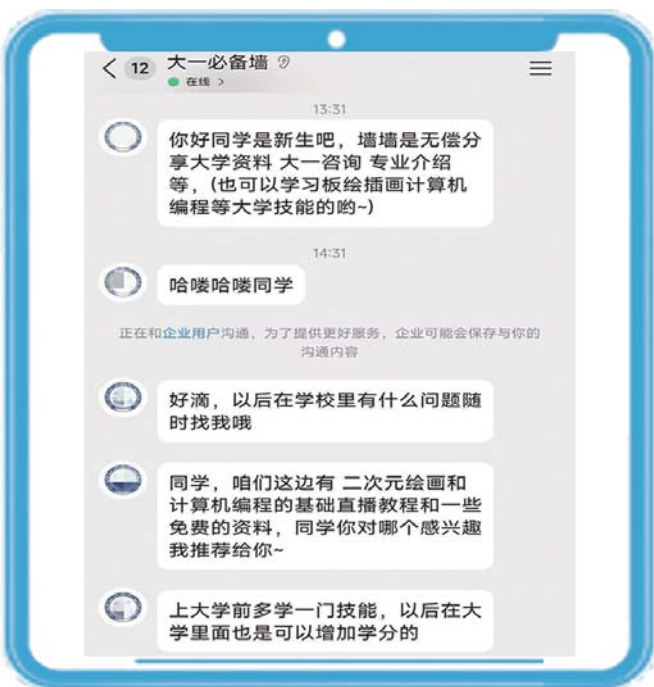 12 大一必备墙
在线 >
13:31
你好同学是新生吧，墙墙是无偿分
享大学资料 大一咨询 专业介绍
等，(也可以学习板绘插画计算机
编程等大学技能的哟~)
14:31
哈喽哈喽同学
正在和企业用户沟通，为了提供更好服务，企业可能会保存与你的
沟通内容
好滴，以后在学校里有什么问题随
时找我哦
同学，咱们这边有 二次元绘画和
计算机编程的基础直播教程和一些
免费的资料，同学你对哪个感兴趣
我推荐给你~
上大学前多学一门技能，以后在大
学里面也是可以增加学分的